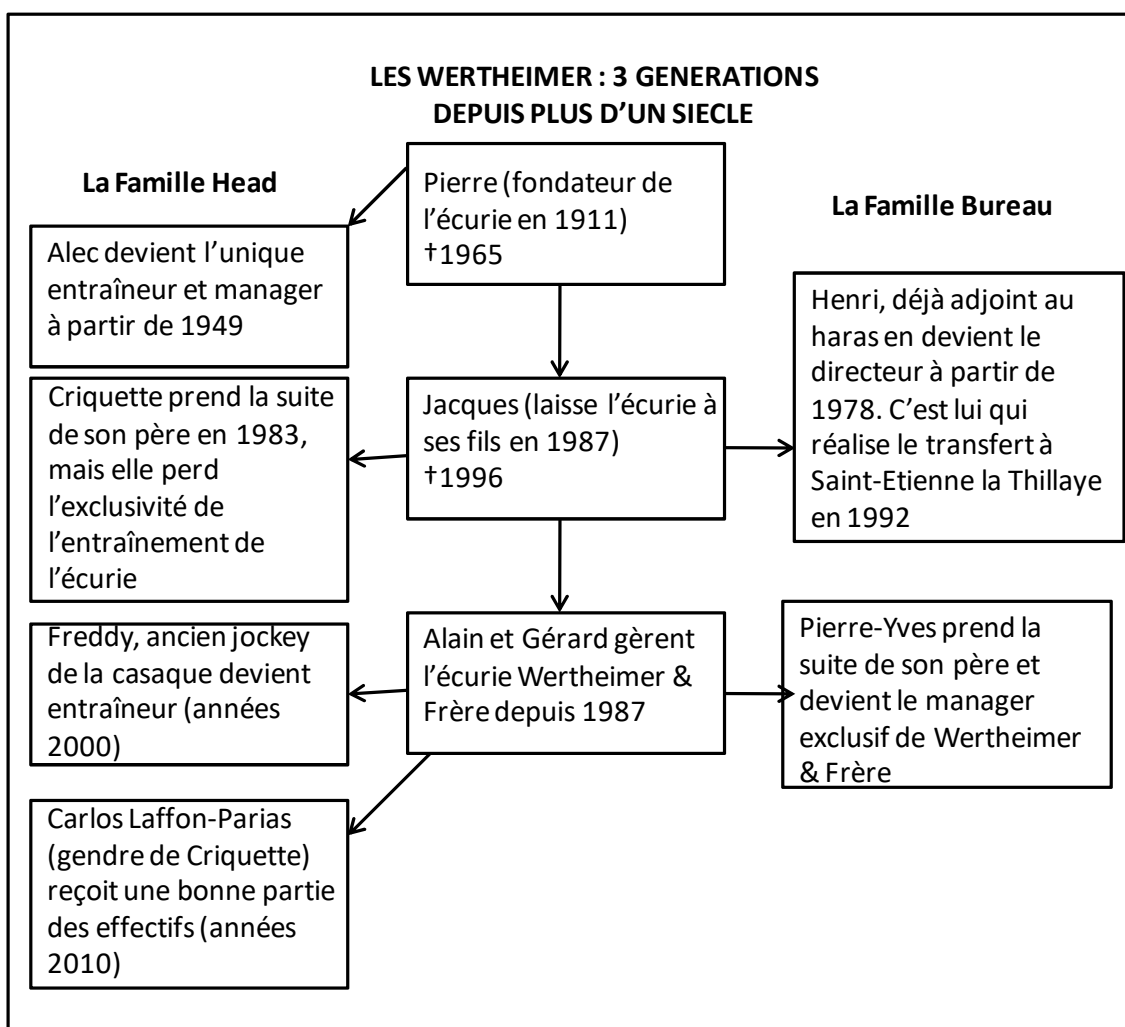 LES WERTHEIMER : 3 GENERATIONS
DEPUIS PLUS D'UN SIECLE
La Famille Head
Pierre (fondateur de
l'écurie en 1911)
†1965
La Famille Bureau
Alec devient l'unique
entraîneur et manager
à partir de 1949
Henri, déjà adjoint au
haras en devient le
directeur à partir de
1978. C'est lui qui
réalise le transfert à
Saint-Etienne la Thillaye
en 1992
Criquette prend la suite
de son père en 1983,
mais elle perd
l'exclusivité de
l'entraînement de
l'écurie
Jacques (laisse l'écurie à
ses fils en 1987)
†1996
Freddy, ancien jockey
de la casaque devient
entraîneur (années
2000)
Alain et Gérard gèrent
l'écurie Wertheimer &
Frère depuis 1987
Pierre-Yves prend la
suite de son père et
devient le manager
exclusif de Wertheimer
& Frère
Carlos Laffon-Parias
(gendre de Criquette)
reçoit une bonne partie
des effectifs (années
2010)